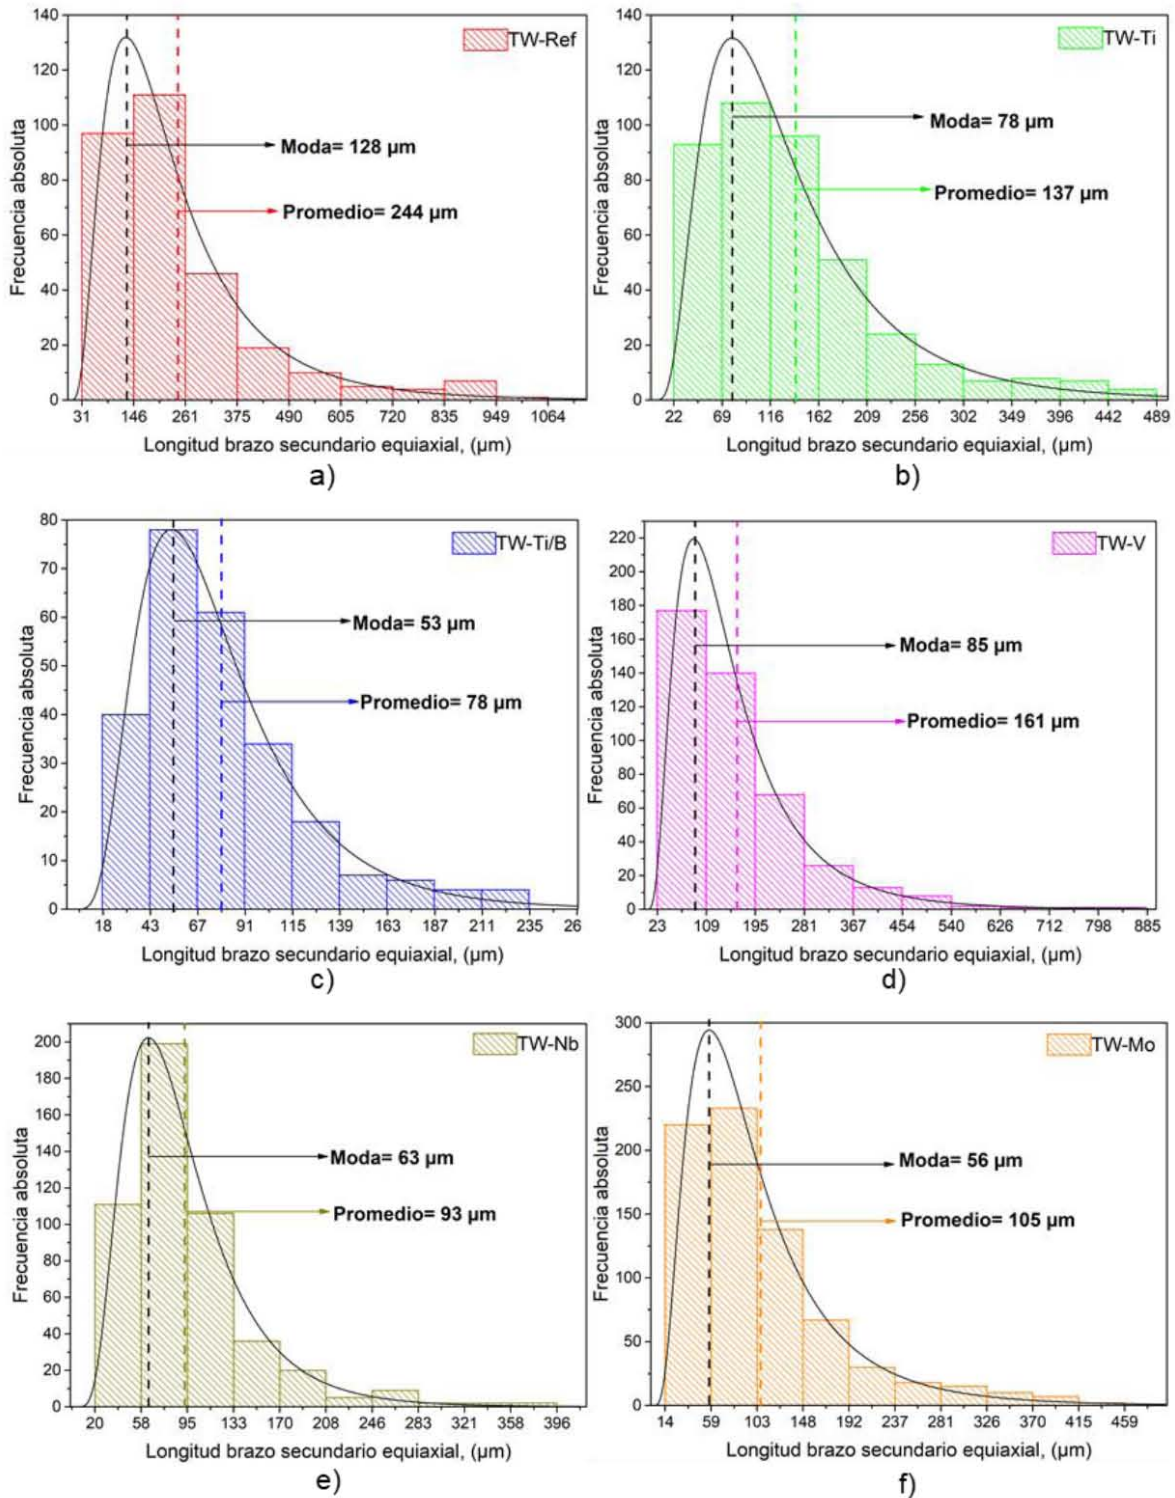 140
120
100
80
60
40
20
0
Frecuencia absoluta
TW-Ref
Moda= 128 µm
Promedio= 244 µm
31 146 261 375 490 605 720 835 949 1064
Longitud brazo secundario equiaxial, (µm)
a)
140
120
100
80
60
40
20
0
Frecuencia absoluta
TW-Ti
Moda= 78 µm
Promedio= 137 µm
22 69 116 162 209 256 302 349 396 442 489
Longitud brazo secundario equiaxial, (µm)
b)
80
70
60
50
40
30
20
10
0
Frecuencia absoluta
TW-Ti/B
Moda= 53 µm
Promedio= 78 µm
18 43 67 91 115 139 163 187 211 235 26
Longitud brazo secundario equiaxial, (µm)
c)
220
200
180
160
140
120
100
80
60
40
20
0
Frecuencia absoluta
TW-V
Moda= 85 µm
Promedio= 161 µm
23 109 195 281 367 454 540 626 712 798 885
Longitud brazo secundario equiaxial, (µm)
d)
200
180
160
140
120
100
80
60
40
20
0
Frecuencia absoluta
TW-Nb
Moda= 63 µm
Promedio= 93 µm
20 58 95 133 170 208 246 283 321 358 396
Longitud brazo secundario equiaxial, (µm)
e)
300
250
200
150
100
50
0
Frecuencia absoluta
TW-Mo
Moda= 56 µm
Promedio= 105 µm
14 59 103 148 192 237 281 326 370 415 459
Longitud brazo secundario equiaxial, (µm)
f)